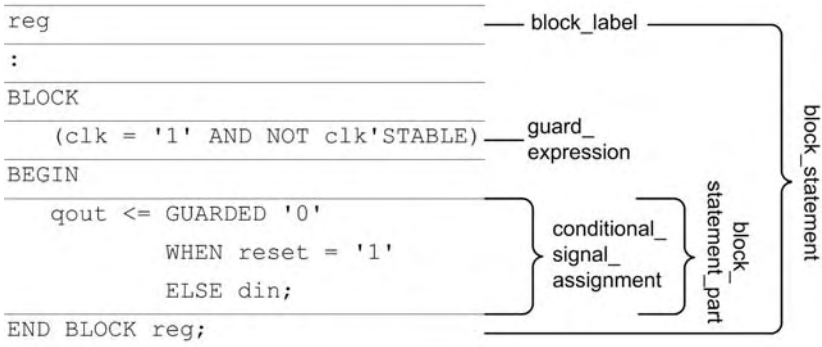 reg
block_label
:
BLOCK
(clk = '1' AND NOT clk'STABLE)
guard_
expression
BEGIN
qout <= GUARDED '0'
WHEN reset = '1'
ELSE din;
conditional_
signal_
assignment
block_
statement_part
block_statement
END BLOCK reg;